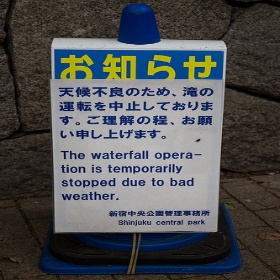 お知らせ
天候不良のため、滝の
運転を中止しておりま
す。ご理解の程、お願
い申し上げます。
The waterfall opera-
tion is temporarily
stopped due to bad
weather.
新宿中央公園管理事務所
Shinjuku central park